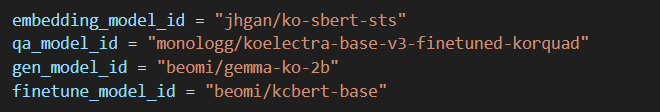 embedding_model_id = "jhgan/ko-sbert-sts"
qa_model_id = "monologg/koelectra-base-v3-finetuned-korquad"
gen_model_id = "beomi/gemma-ko-2b"
finetune_model_id = "beomi/kcbert-base"